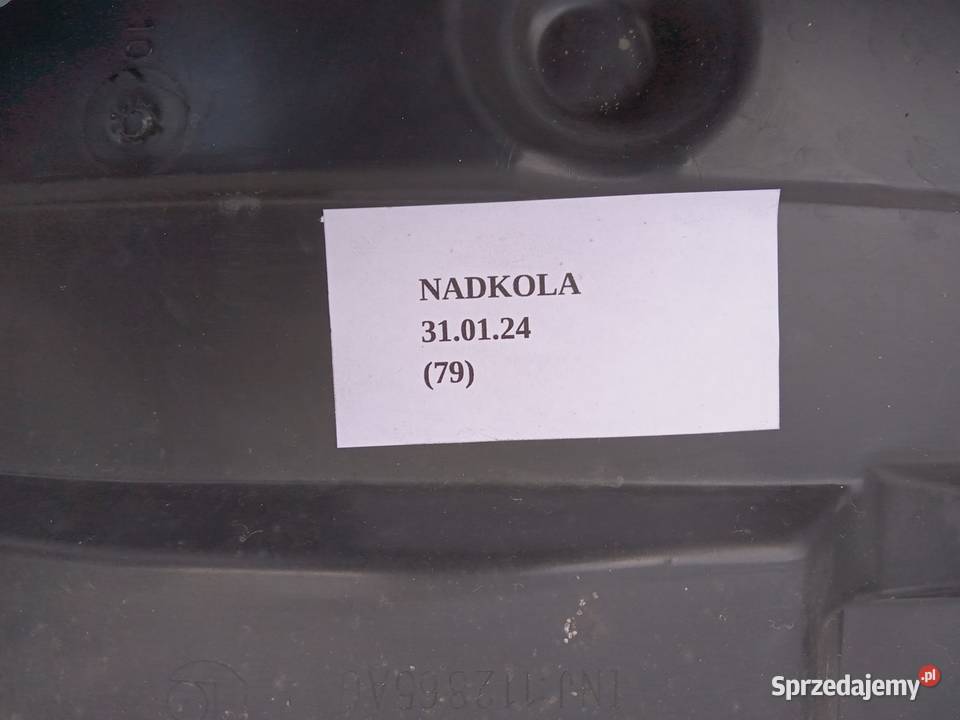 NADKOLA
31.01.24
(79)
Sprzedajemy.pl